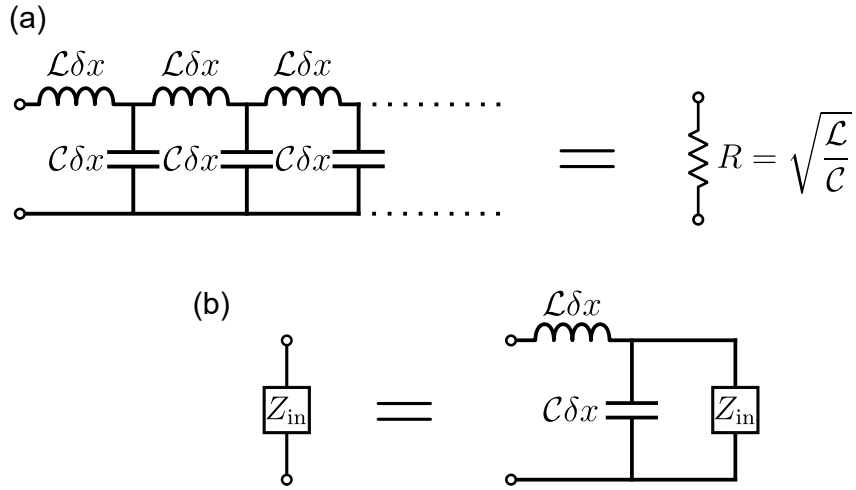 (a)
ℒδx ℒδx ℒδx
𝒞δx 𝒞δx 𝒞δx = R = √(ℒ/𝒞)
(b)
ℒδx
Z_in = 𝒞δx Z_in